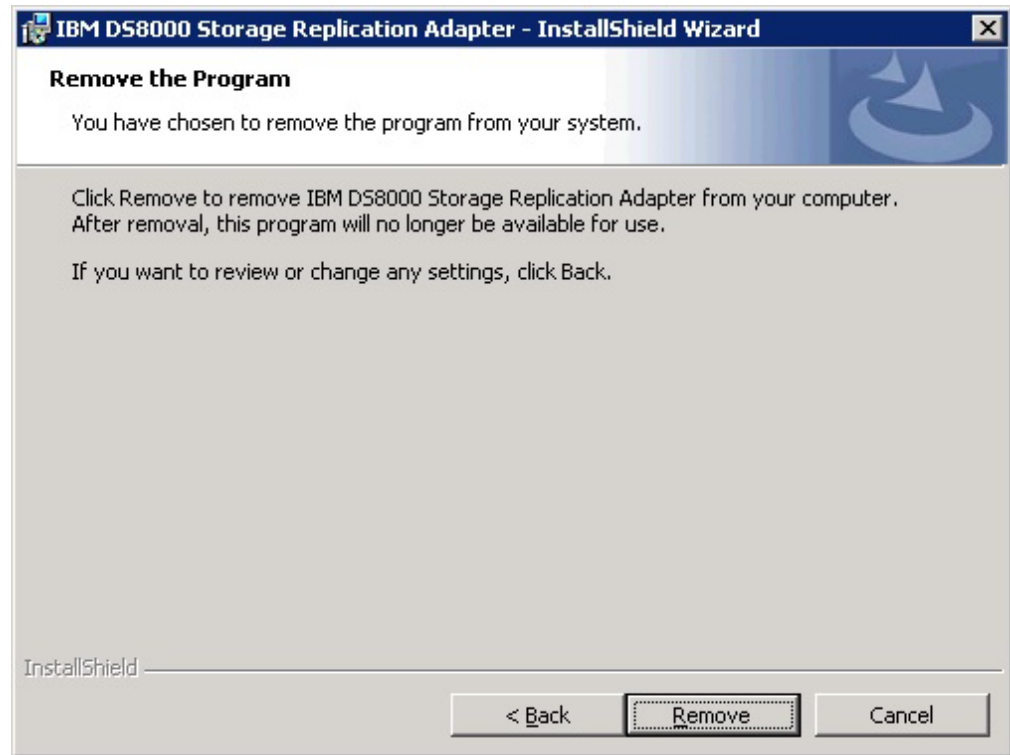 IBM DS8000 Storage Replication Adapter - InstallShield Wizard
Remove the Program
You have chosen to remove the program from your system.
Click Remove to remove IBM DS8000 Storage Replication Adapter from your computer.
After removal, this program will no longer be available for use.
If you want to review or change any settings, click Back.
InstallShield
< Back
Remove
Cancel